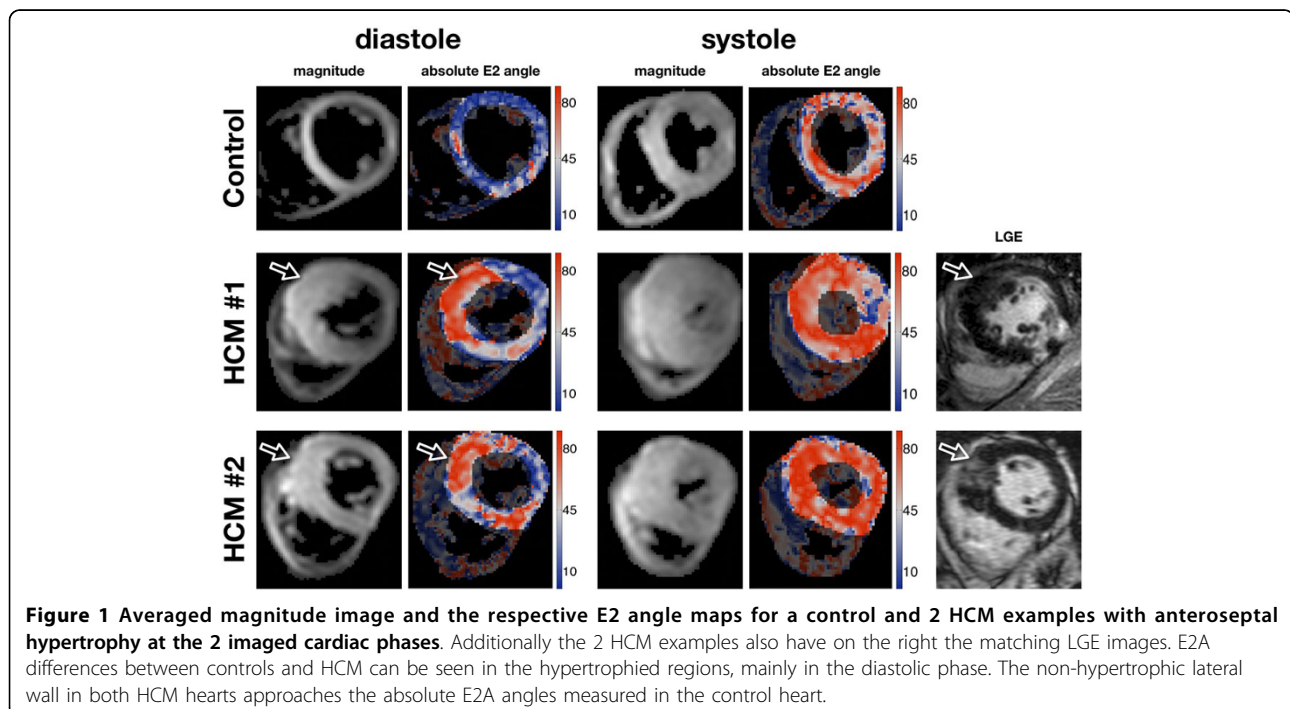 diastole systole
magnitude absolute E2 angle magnitude absolute E2 angle
Control
80
45
10
80
45
10
LGE
HCM #1
80
45
10
80
45
10
HCM #2
80
45
10
80
45
10
Figure 1 Averaged magnitude image and the respective E2 angle maps for a control and 2 HCM examples with anteroseptal
hypertrophy at the 2 imaged cardiac phases. Additionally the 2 HCM examples also have on the right the matching LGE images. E2A
differences between controls and HCM can be seen in the hypertrophied regions, mainly in the diastolic phase. The non-hypertrophic lateral
wall in both HCM hearts approaches the absolute E2A angles measured in the control heart.